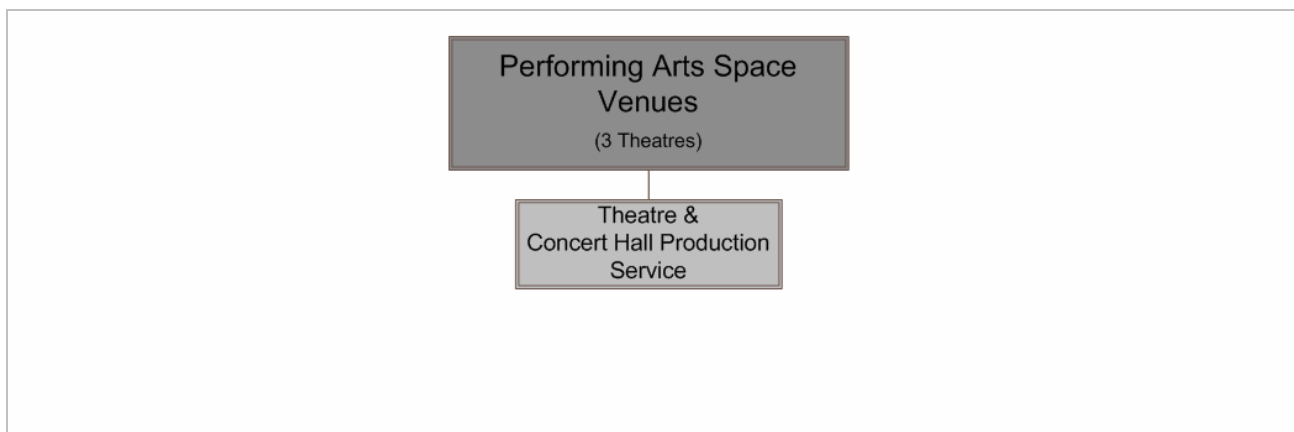 Performing Arts Space
Venues
(3 Theatres)
Theatre &
Concert Hall Production
Service